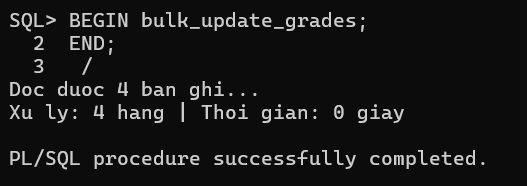 SQL> BEGIN bulk_update_grades;
  2  END;
  3   /
Doc duoc 4 ban ghi...
Xu ly: 4 hang | Thoi gian: 0 giay
PL/SQL procedure successfully completed.